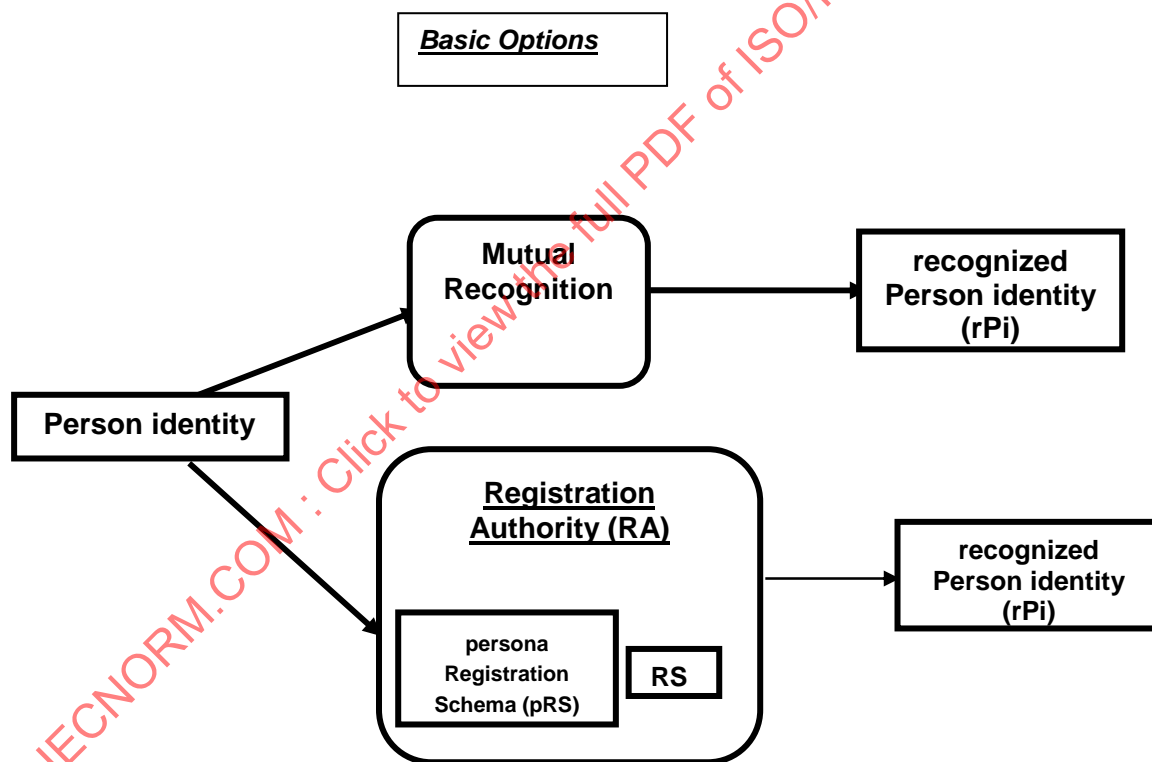 Basic Options
Mutual
Recognition
recognized
Person identity
(rPi)
Person identity
Registration
Authority (RA)
persona
Registration
Schema (pRS)
RS
recognized
Person identity
(rPi)
IECNORM.COM : Click to view the full PDF of ISO/